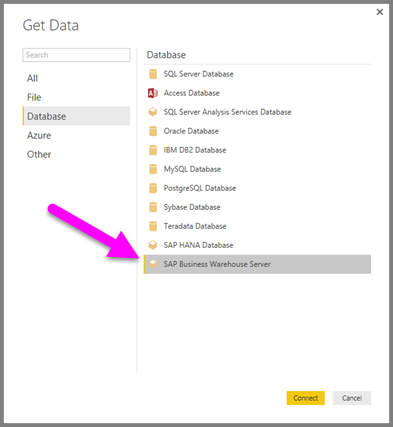 Get Data
Search
All
File
Database
Azure
Other
Database
SQL Server Database
Access Database
SQL Server Analysis Services Database
Oracle Database
IBM DB2 Database
MySQL Database
PostgreSQL Database
Sybase Database
Teradata Database
SAP HANA Database
SAP Business Warehouse Server
Connect
Cancel